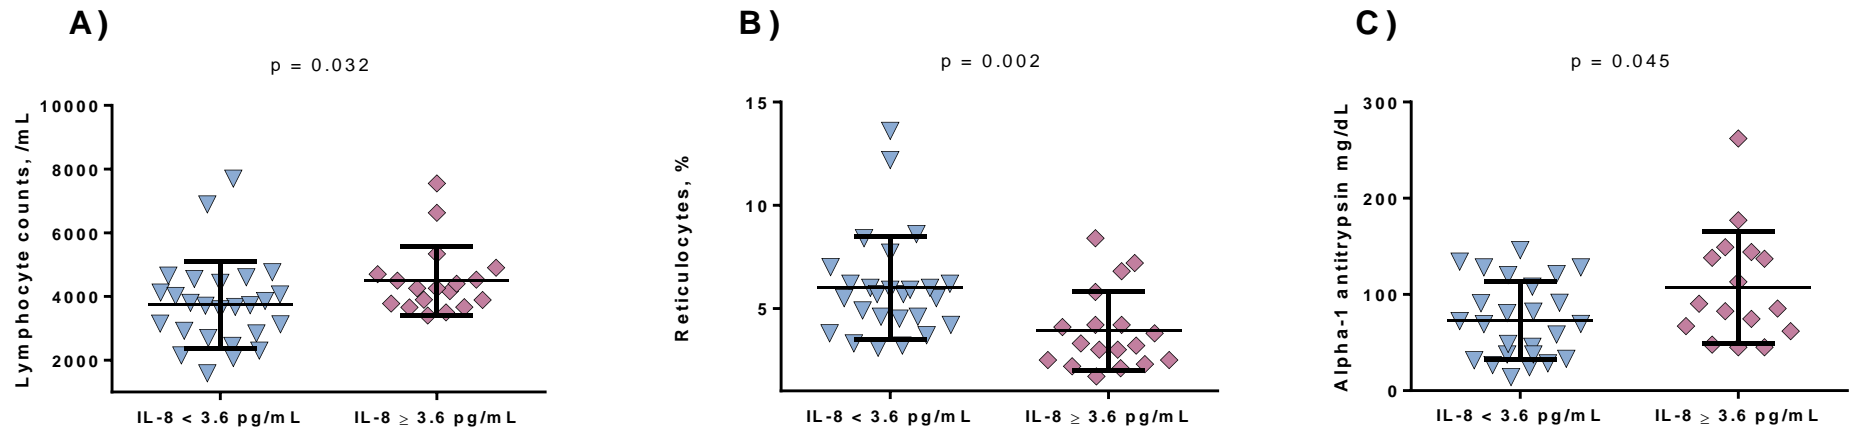 A)
p = 0.032
Lymphocyte counts, /mL
10000
8000
6000
4000
2000
IL-8 < 3.6 pg/mL
IL-8 ≥ 3.6 pg/mL
B)
p = 0.002
Reticulocytes, %
15
10
5
IL-8 < 3.6 pg/mL
IL-8 ≥ 3.6 pg/mL
C)
p = 0.045
Alpha-1 antitrypsin mg/dL
300
200
100
0
IL-8 < 3.6 pg/mL
IL-8 ≥ 3.6 pg/mL